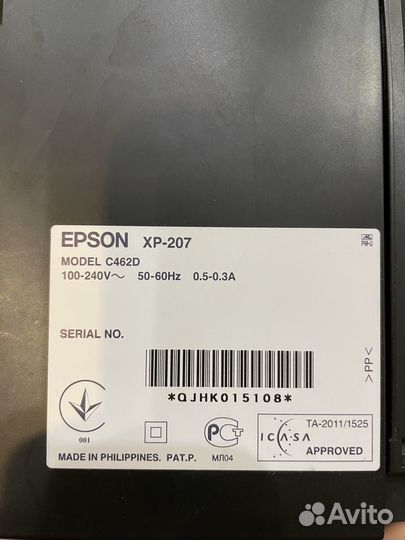 EPSON XP-207
MODEL C462D
100-240V~ 50-60Hz 0.5-0.3A
SERIAL NO.
*QJHK015108*
>PP<
001
МЛ04
ICASA
TA-2011/1525
APPROVED
MADE IN PHILIPPINES. PAT.P.
Avito